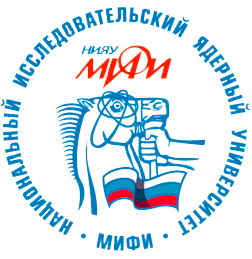 НАЦИОНАЛЬНЫЙ ИССЛЕДОВАТЕЛЬСКИЙ ЯДЕРНЫЙ УНИВЕРСИТЕТ
НИЯУ
МИФИ
· МИФИ ·